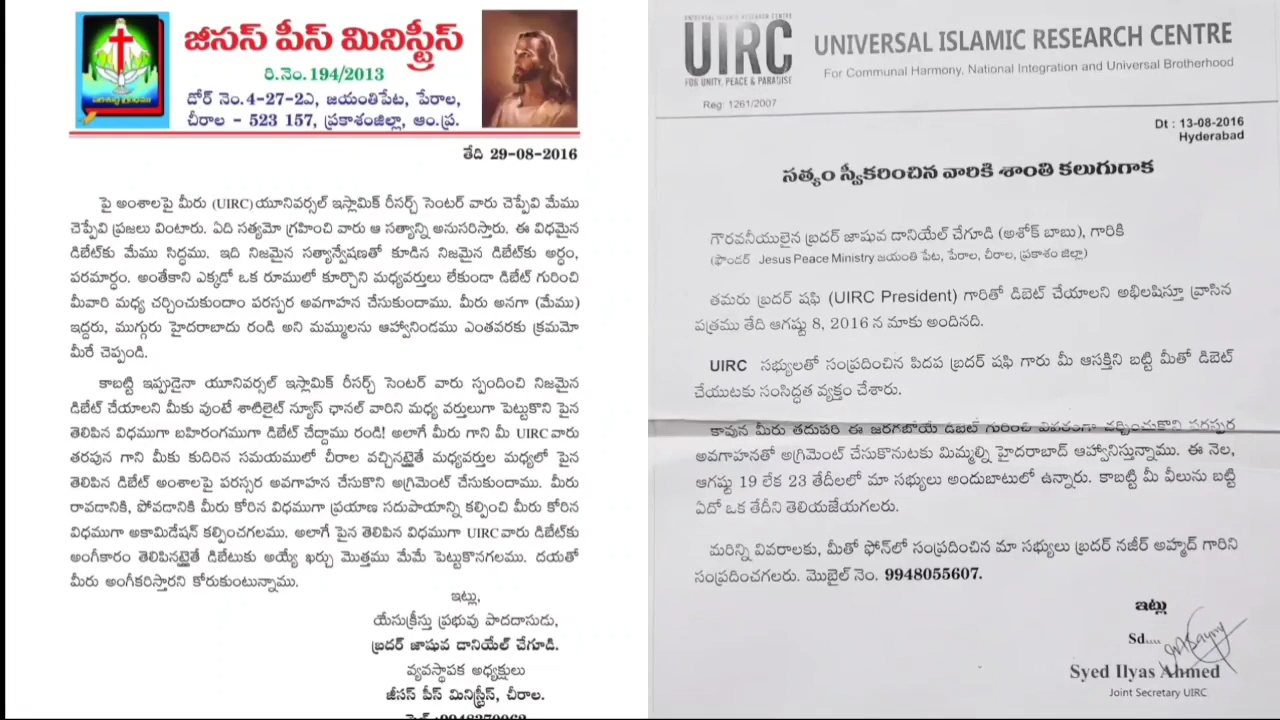 జీసస్ పీస్ మినిస్ట్రీస్
రి.నెం. 194/2013
డోర్ నెం. 4-27-2ఎ, జయంతిపేట, పేరాల,
చీరాల - 523 157, ప్రకాశంజిల్లా, ఆం.ప్ర.
తేది 29-08-2016
పై అంశాలపై మీరు (UIRC) యూనివర్సల్ ఇస్లామిక్ రీసర్చ్ సెంటర్ వారు చెప్పేవి మేము
చెప్పేవి ప్రజలు వింటారు. ఏది సత్యమో గ్రహించి వారు ఆ సత్యాన్ని అనుసరిస్తారు. ఈ విధమైన
డిబేట్‌కు మేము సిద్ధము. ఇది నిజమైన సత్యాన్వేషణతో కూడిన నిజమైన డిబేట్‌కు అర్ధం,
పరమార్ధం. అంతేకాని ఎక్కడో ఒక రూములో కూర్చొని మధ్యవర్తులు లేకుండా డిబేట్ గురించి
మీవారి మధ్య చర్చించుకుందాం పరస్పర అవగాహన చేసుకుందాము. మీరు అనగా (మేము)
ఇద్దరు, ముగ్గురు హైదరాబాదు రండి అని మమ్ములను ఆహ్వానిండము ఎంతవరకు క్రమమో
మీరే చెప్పండి.
కాబట్టి ఇప్పుడైనా యూనివర్సల్ ఇస్లామిక్ రీసర్చ్ సెంటర్ వారు స్పందించి నిజమైన
డిబేట్ చేయాలని మీకు వుంటే శాటిలైట్ న్యూస్ ఛానల్ వారిని మధ్య వర్తులుగా పెట్టుకొని పైన
తెలిపిన విధముగా బహిరంగముగా డిబేట్ చేద్దాము రండి! అలాగే మీరు గాని మీ UIRC వారు
తరపున గాని మీకు కుదిరిన సమయములో చీరాల వచ్చినట్లైతే మధ్యవర్తుల మధ్యలో పైన
తెలిపిన డిబేట్ అంశాలపై పరస్పర అవగాహన చేసుకొని అగ్రిమెంట్ చేసుకుందాము. మీరు
రావడానికి, పోవడానికి మీరు కోరిన విధముగా ప్రయాణ సదుపాయాన్ని కల్పించి మీరు కోరిన
విధముగా అకామిడేషన్ కల్పించగలము. అలాగే పైన తెలిపిన విధముగా UIRC వారు డిబేట్‌కు
అంగీకారం తెలిపినట్లైతే డిబేటుకు అయ్యే ఖర్చు మొత్తము మేమే పెట్టుకొనగలము. దయతో
మీరు అంగీకరిస్తారని కోరుకుంటున్నాము.
ఇట్లు,
యేసుక్రీస్తు ప్రభువు పాదదాసుడు,
బ్రదర్ జాషువ డానియేల్ చేగూడి.
వ్యవస్థాపక అధ్యక్షులు
జీసస్ పీస్ మినిస్ట్రీస్, చీరాల.
UNIVERSAL ISLAMIC RESEARCH CENTRE
UIRC
FOR UNITY, PEACE & PARADISE
UNIVERSAL ISLAMIC RESEARCH CENTRE
For Communal Harmony, National Integration and Universal Brotherhood
Reg: 1261/2007
Dt : 13-08-2016
Hyderabad
సత్యం స్వీకరించిన వారికి శాంతి కలుగుగాక
గౌరవనీయులైన బ్రదర్ జాషువ డానియేల్ చేగూడి (అశోక్ బాబు), గారికి
(ఫౌండర్ Jesus Peace Ministry జయంతి పేట, పేరాల, చీరాల, ప్రకాశం జిల్లా)
తమరు బ్రదర్ షఫి (UIRC President) గారితో డిబెట్ చేయాలని అభిలషిస్తూ వ్రాసిన
పత్రము తేది ఆగష్టు 8, 2016 న మాకు అందినది.
UIRC సభ్యులతో సంప్రదించిన పిదప బ్రదర్ షఫి గారు మీ ఆసక్తిని బట్టి మీతో డిబెట్
చేయుటకు సంసిద్ధత వ్యక్తం చేశారు.
కావున మీరు తదుపరి ఈ జరగబోయే డిబెట్ గురించి వివరంగా చర్చించుకొని పరస్పర
అవగాహనతో అగ్రిమెంట్ చేసుకొనుటకు మిమ్మల్ని హైదరాబాద్ ఆహ్వానిస్తున్నాము. ఈ నెల,
ఆగష్టు 19 లేక 23 తేదీలలో మా సభ్యులు అందుబాటులో ఉన్నారు. కాబట్టి మీ వీలును బట్టి
ఏదో ఒక తేదీని తెలియజేయగలరు.
మరిన్ని వివరాలకు, మీతో ఫోన్‌లో సంప్రదించిన మా సభ్యులు బ్రదర్ నజీర్ అహ్మద్ గారిని
సంప్రదించగలరు. మొబైల్ నెం. 9948055607.
ఇట్లు
Sd....
Syed Ilyas Ahmed
Joint Secretary UIRC